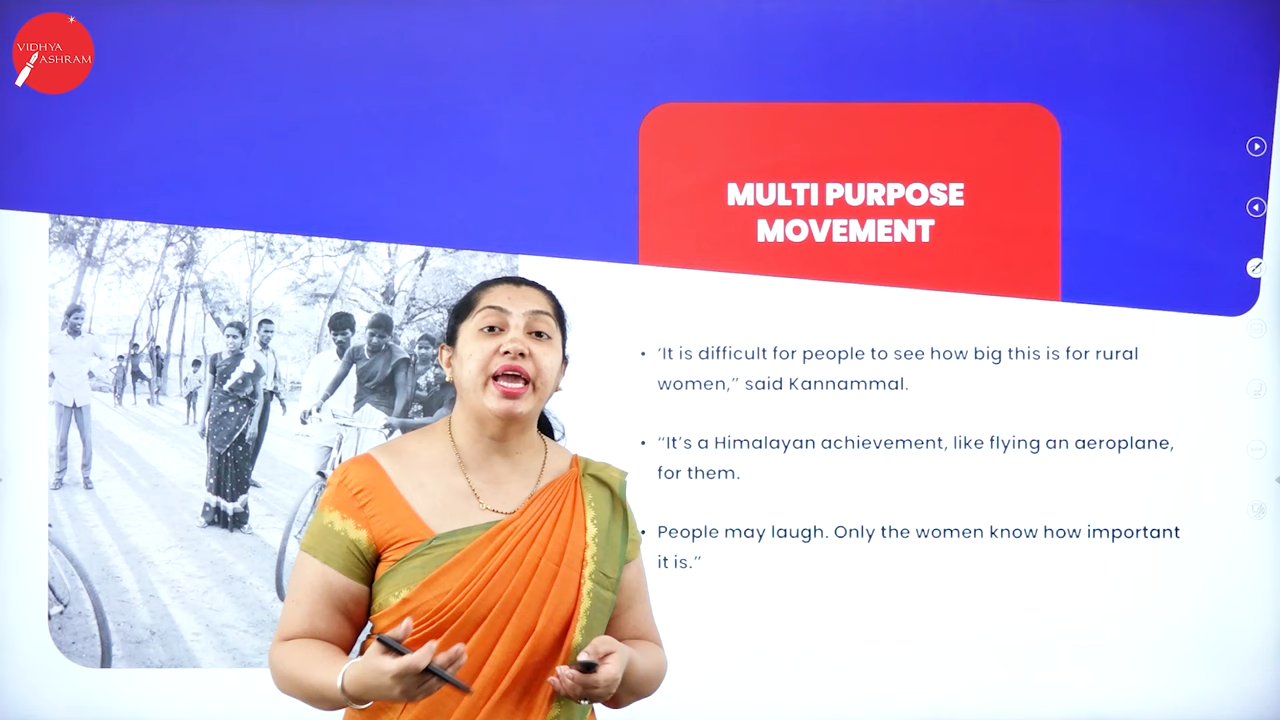 VIDHYA
ASHRAM
MULTI PURPOSE
MOVEMENT
• ‘It is difficult for people to see how big this is for rural
women,” said Kannammal.
• “It’s a Himalayan achievement, like flying an aeroplane,
for them.
• People may laugh. Only the women know how important
it is.”